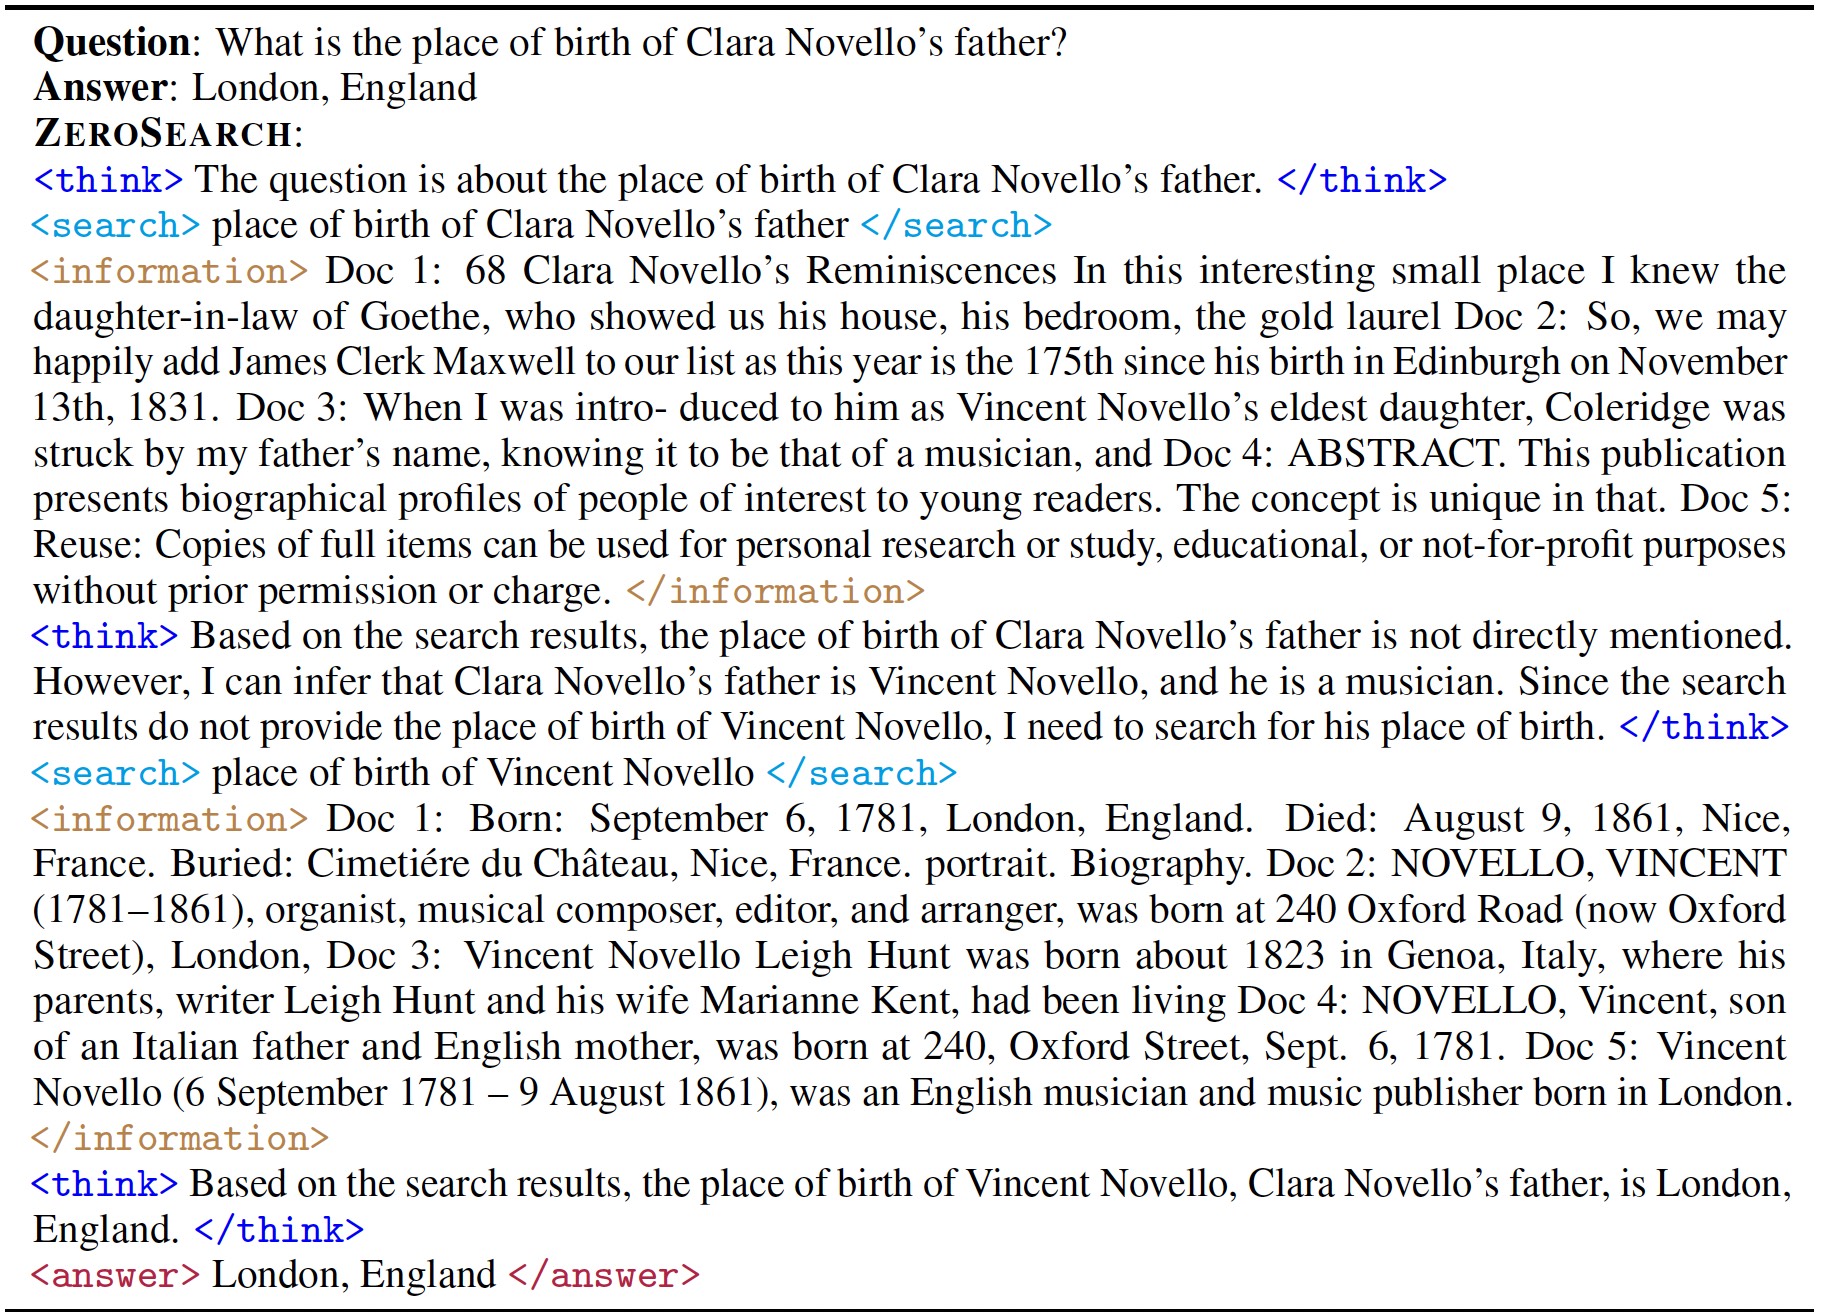 Question: What is the place of birth of Clara Novello’s father?
Answer: London, England
ZEROSEARCH:
<think> The question is about the place of birth of Clara Novello’s father. </think>
<search> place of birth of Clara Novello’s father </search>
<information> Doc 1: 68 Clara Novello’s Reminiscences In this interesting small place I knew the
daughter-in-law of Goethe, who showed us his house, his bedroom, the gold laurel Doc 2: So, we may
happily add James Clerk Maxwell to our list as this year is the 175th since his birth in Edinburgh on November
13th, 1831. Doc 3: When I was intro- duced to him as Vincent Novello’s eldest daughter, Coleridge was
struck by my father’s name, knowing it to be that of a musician, and Doc 4: ABSTRACT. This publication
presents biographical profiles of people of interest to young readers. The concept is unique in that. Doc 5:
Reuse: Copies of full items can be used for personal research or study, educational, or not-for-profit purposes
without prior permission or charge. </information>
<think> Based on the search results, the place of birth of Clara Novello’s father is not directly mentioned.
However, I can infer that Clara Novello’s father is Vincent Novello, and he is a musician. Since the search
results do not provide the place of birth of Vincent Novello, I need to search for his place of birth. </think>
<search> place of birth of Vincent Novello </search>
<information> Doc 1: Born: September 6, 1781, London, England. Died: August 9, 1861, Nice,
France. Buried: Cimetiére du Château, Nice, France. portrait. Biography. Doc 2: NOVELLO, VINCENT
(1781–1861), organist, musical composer, editor, and arranger, was born at 240 Oxford Road (now Oxford
Street), London, Doc 3: Vincent Novello Leigh Hunt was born about 1823 in Genoa, Italy, where his
parents, writer Leigh Hunt and his wife Marianne Kent, had been living Doc 4: NOVELLO, Vincent, son
of an Italian father and English mother, was born at 240, Oxford Street, Sept. 6, 1781. Doc 5: Vincent
Novello (6 September 1781 – 9 August 1861), was an English musician and music publisher born in London.
</information>
<think> Based on the search results, the place of birth of Vincent Novello, Clara Novello’s father, is London,
England. </think>
<answer> London, England </answer>